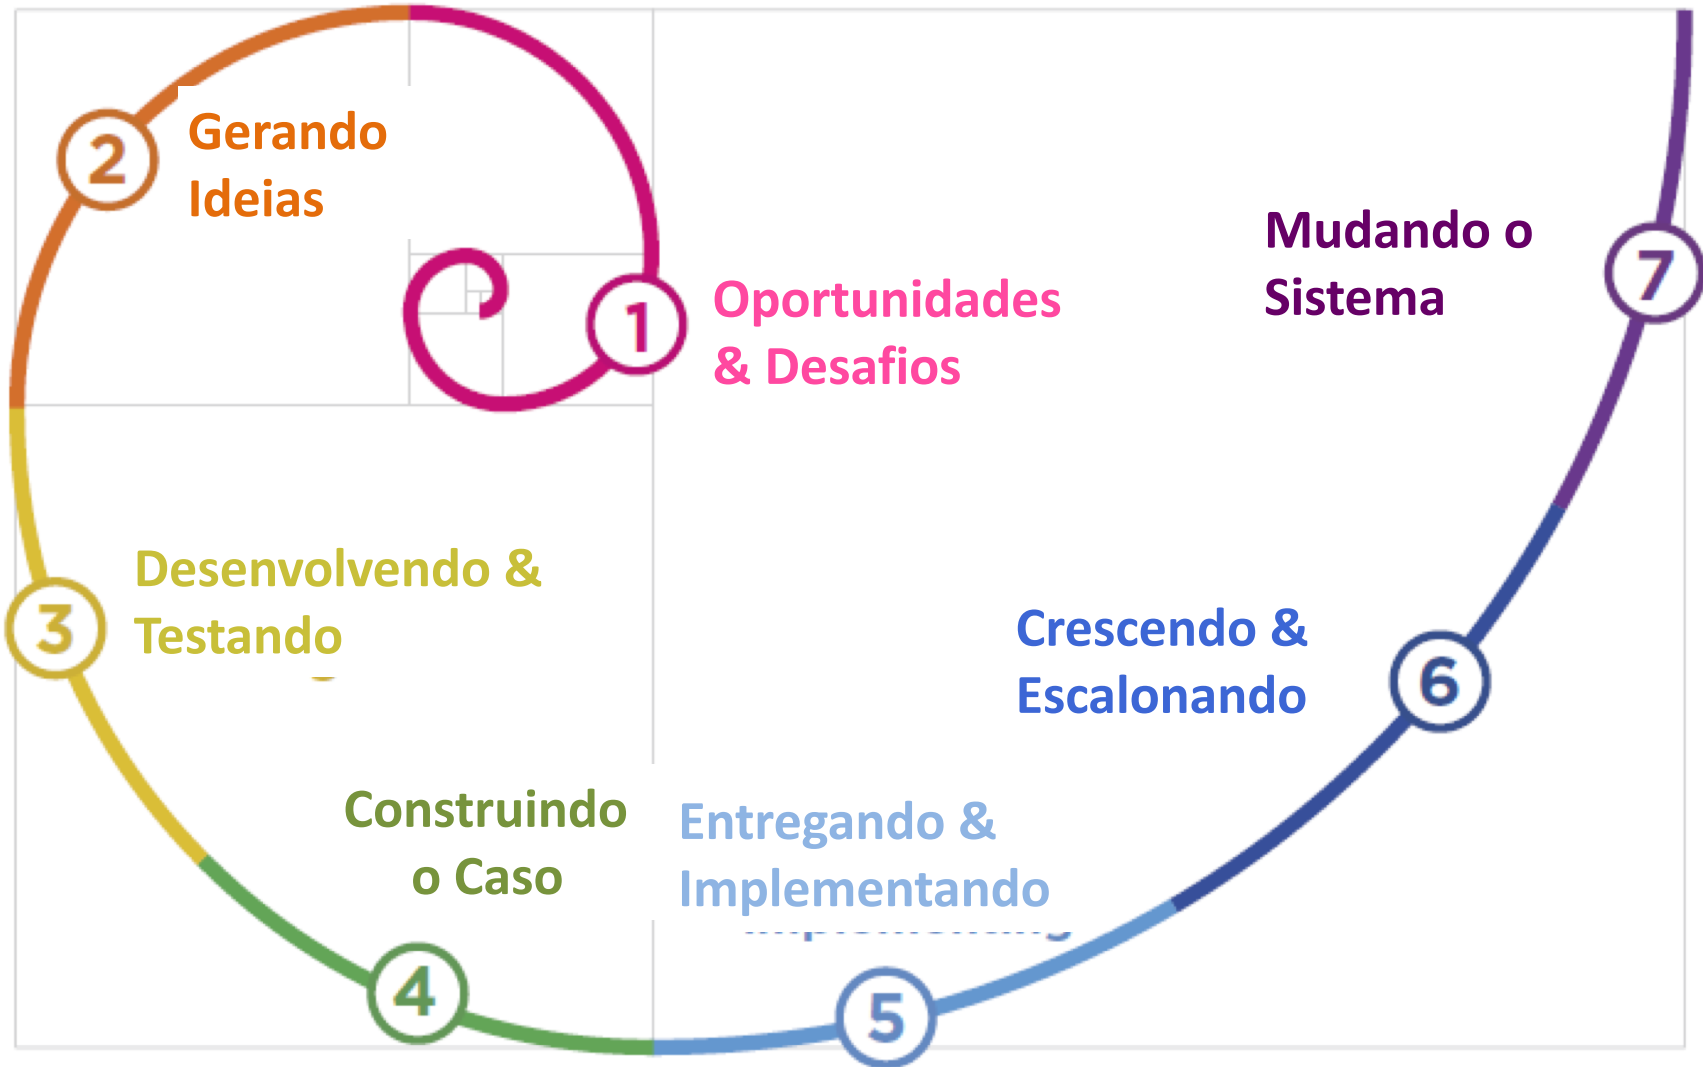 1
Oportunidades
& Desafios
2
Gerando
Ideias
3
Desenvolvendo &
Testando
4
Construindo
o Caso
5
Entregando &
Implementando
6
Crescendo &
Escalonando
7
Mudando o
Sistema